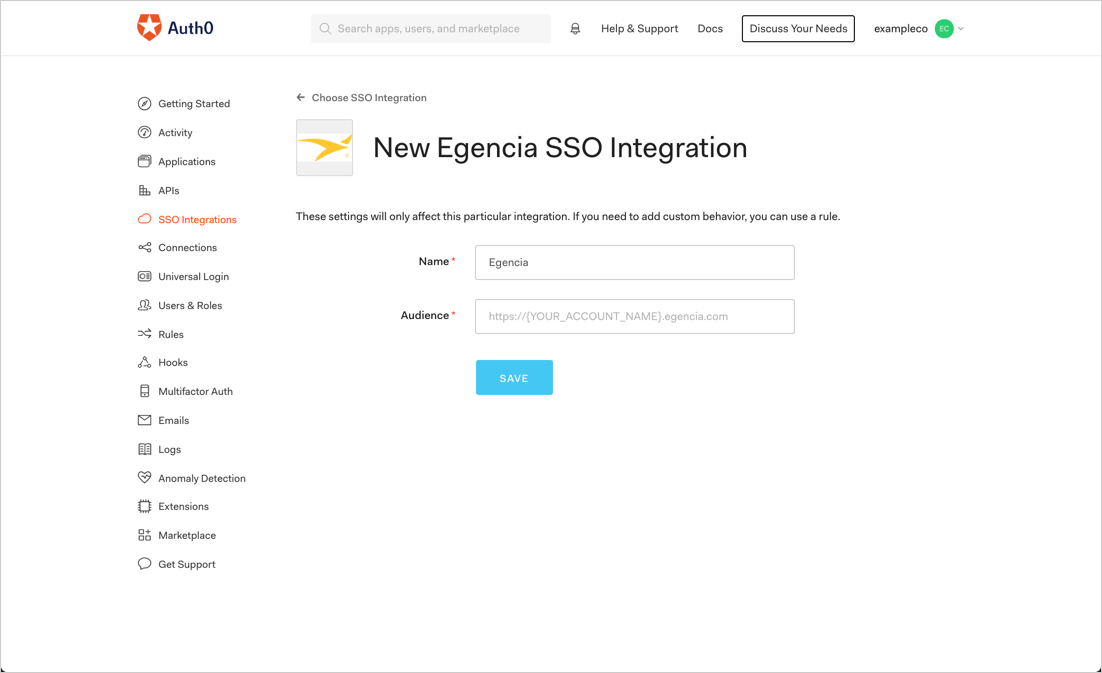 Auth0
Search apps, users, and marketplace
Help & Support
Docs
Discuss Your Needs
exampleco
EC
Getting Started
Activity
Applications
APIs
SSO Integrations
Connections
Universal Login
Users & Roles
Rules
Hooks
Multifactor Auth
Emails
Logs
Anomaly Detection
Extensions
Marketplace
Get Support
Choose SSO Integration
New Egencia SSO Integration
These settings will only affect this particular integration. If you need to add custom behavior, you can use a rule.
Name*
Egencia
Audience*
https://{YOUR_ACCOUNT_NAME}.egencia.com
SAVE